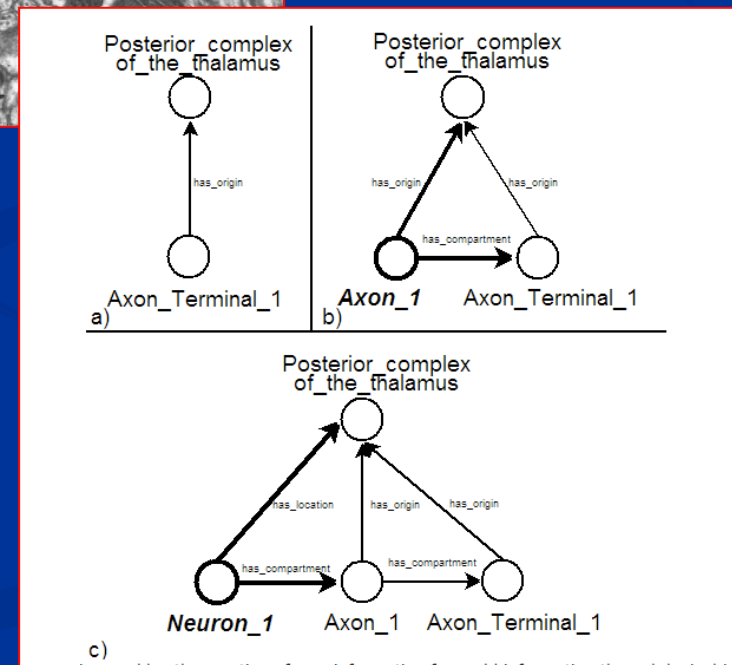 Posterior_complex
of_the_thalamus
has_origin
Axon_Terminal_1
a)
Posterior_complex
of_the_thalamus
has_origin
has_origin
has_compartment
Axon_1
Axon_Terminal_1
b)
Posterior_complex
of_the_thalamus
has_location
has_origin
has_origin
has_compartment
has_compartment
Neuron_1
Axon_1
Axon_Terminal_1
c)